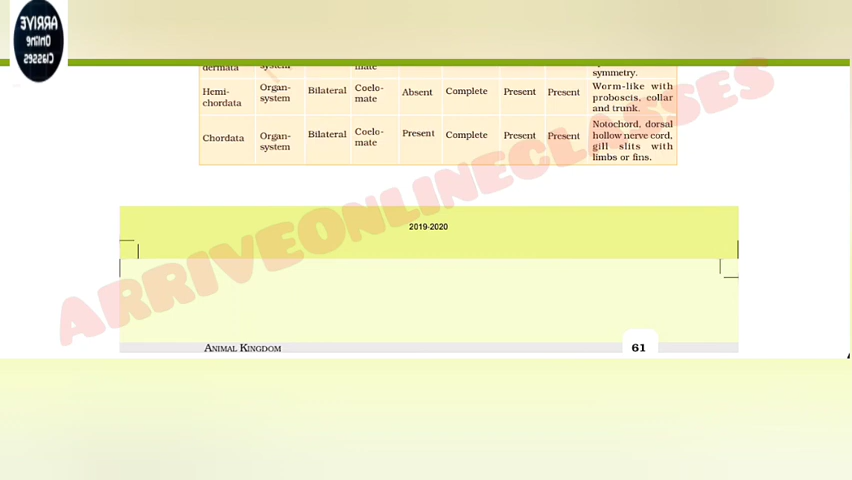 ARRIVE
Online
Classes
dermata
system
mate
symmetry.
Hemi-
chordata
Organ-
system
Bilateral
Coelo-
mate
Absent
Complete
Present
Present
Worm-like with
proboscis, collar
and trunk.
Chordata
Organ-
system
Bilateral
Coelo-
mate
Present
Complete
Present
Present
Notochord, dorsal
hollow nerve cord,
gill slits with
limbs or fins.
ARRIVEONLINECLASSES
2019-2020
ANIMAL KINGDOM
61